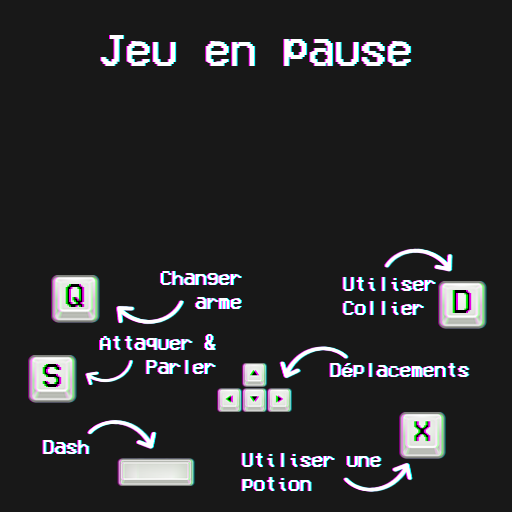 Jeu en pause
Changer
arme
Q
Utiliser
Collier
D
Attaquer &
Parler
S
Déplacements
Dash
Utiliser une
potion
X